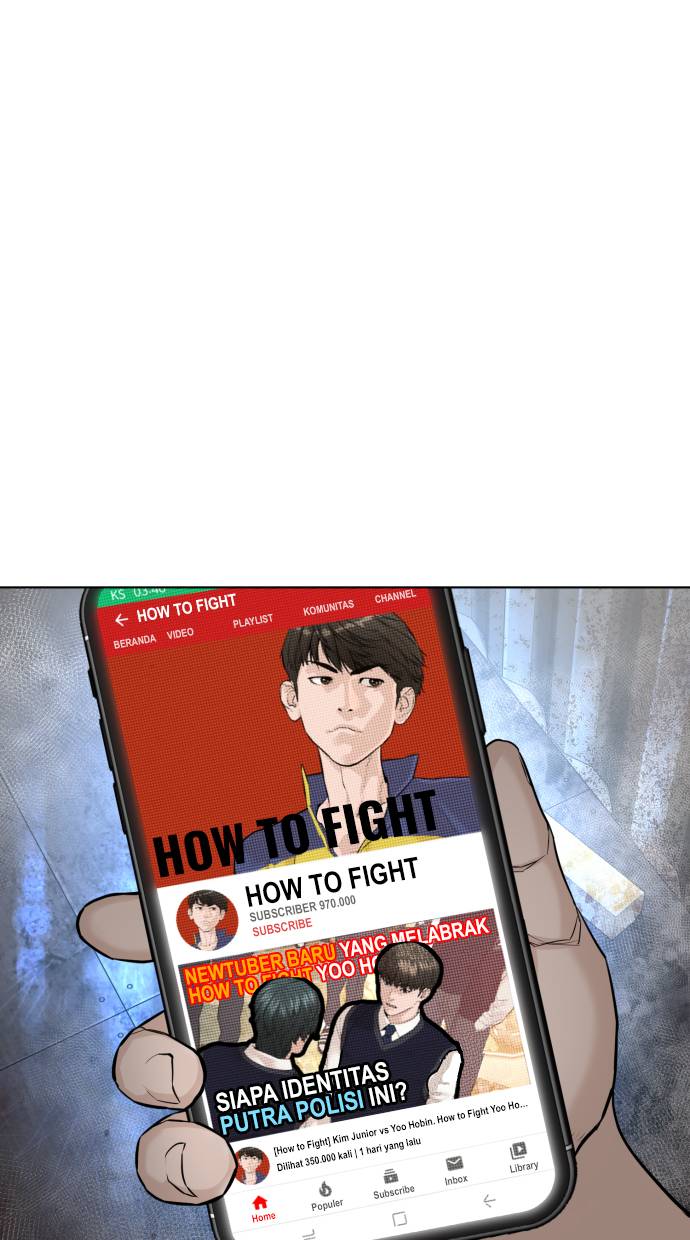 KS 03:40
← HOW TO FIGHT
BERANDA VIDEO PLAYLIST KOMUNITAS CHANNEL
HOW TO FIGHT
HOW TO FIGHT
SUBSCRIBER 970.000
SUBSCRIBE
NEWTUBER BARU YANG MELABRAK
HOW TO FIGHT YOO
SIAPA IDENTITAS
PUTRA POLISI INI?
[How to Fight] Kim Junior vs Yoo Hobin. How to Fight Yoo Ho...
Dilihat 350.000 kali | 1 hari yang lalu
Home Populer Subscribe Inbox Library